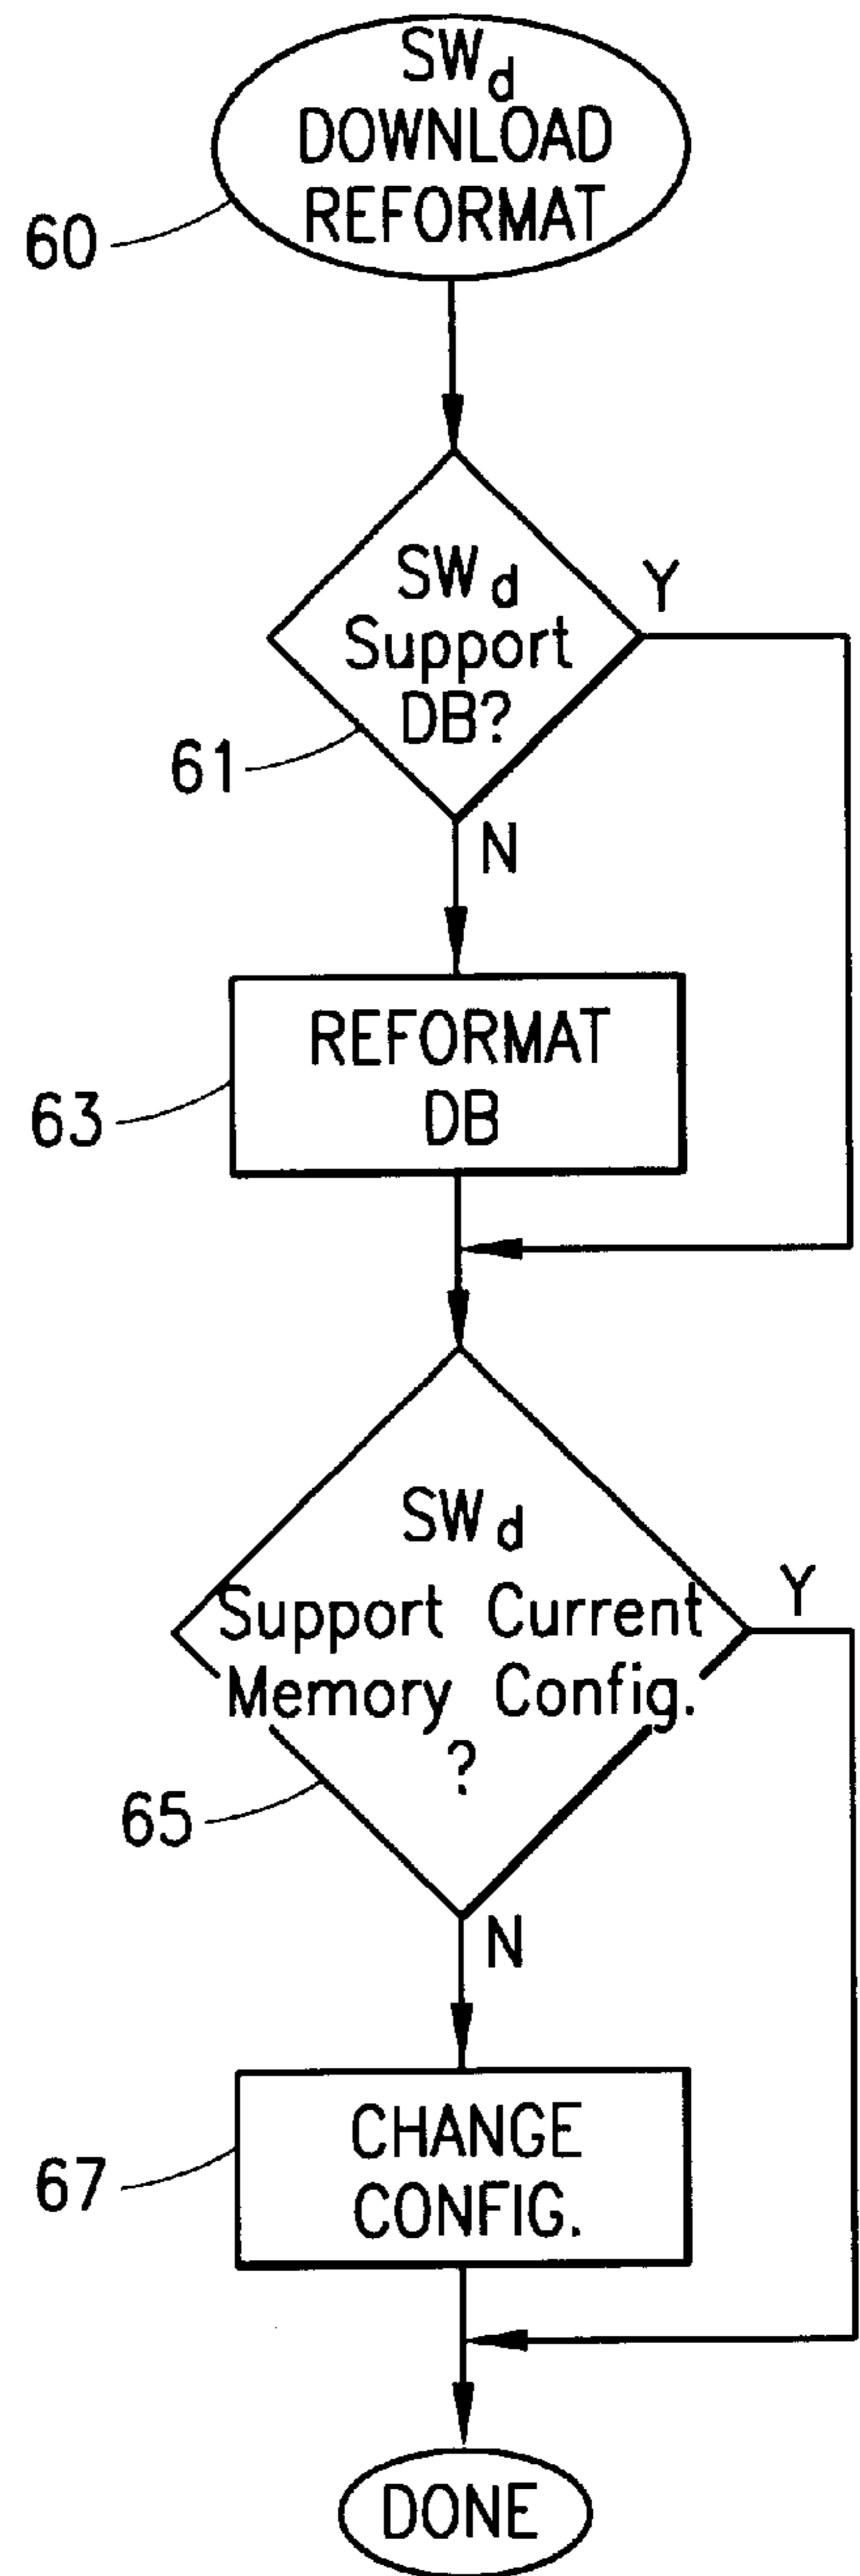 SWd
DOWNLOAD
REFORMAT
60
SWd
Support
DB?
Y
61
N
REFORMAT
DB
63
SWd
Support Current
Memory Config.
?
Y
65
N
CHANGE
CONFIG.
67
DONE